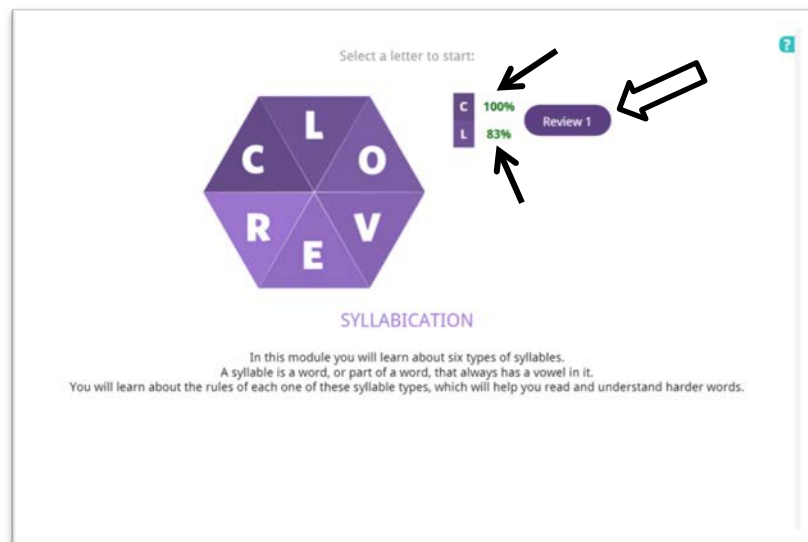 Select a letter to start:
?
C 100%
L 83%
Review 1
L
C
O
R
V
E
SYLLABICATION
In this module you will learn about six types of syllables.
A syllable is a word, or part of a word, that always has a vowel in it.
You will learn about the rules of each one of these syllable types, which will help you read and understand harder words.